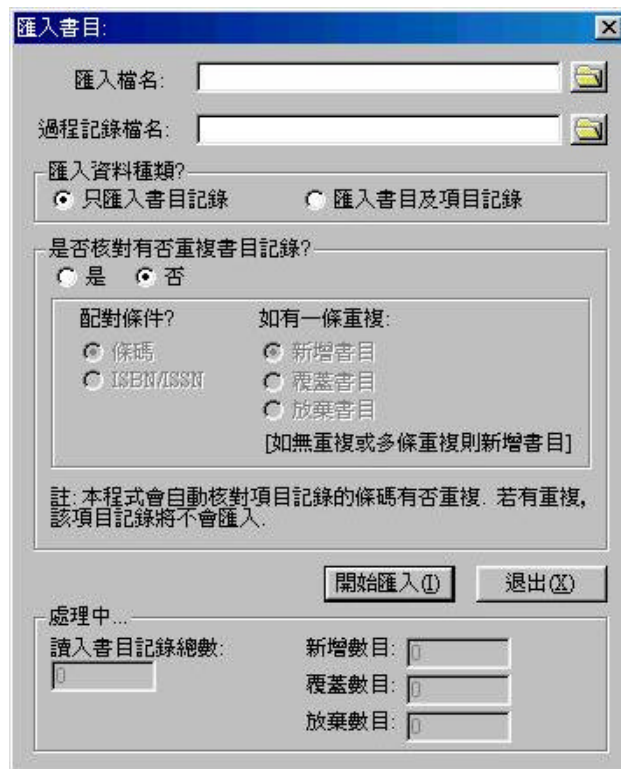 匯入書目:
匯入檔名:
過程記錄檔名:
匯入資料種類?
只匯入書目記錄 匯入書目及項目記錄
是否核對有否重複書目記錄?
是 否
配對條件? 如有一條重複:
條碼 新增書目
ISBN/ISSN 覆蓋書目
放棄書目
[如無重複或多條重複則新增書目]
註: 本程式會自動核對項目記錄的條碼有否重複. 若有重複,
該項目記錄將不會匯入.
開始匯入(I) 退出(X)
處理中...
讀入書目記錄總數: 新增數目: 0
0 覆蓋數目: 0
放棄數目: 0